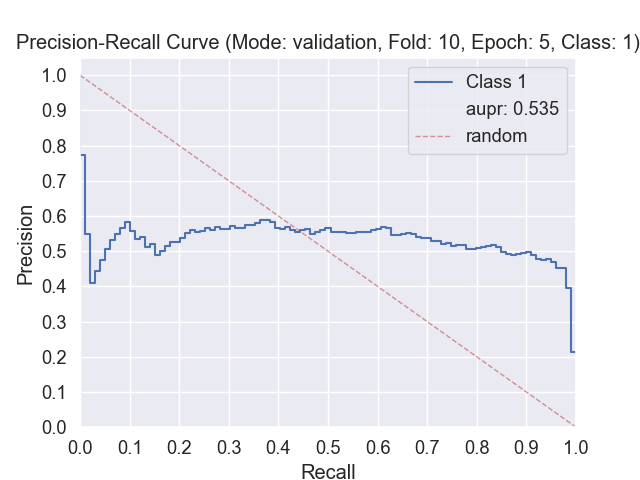 Precision-Recall Curve (Mode: validation, Fold: 10, Epoch: 5, Class: 1)
Class 1
aupr: 0.535
random
Precision
1.0
0.9
0.8
0.7
0.6
0.5
0.4
0.3
0.2
0.1
0.0
0.0 0.1 0.2 0.3 0.4 0.5 0.6 0.7 0.8 0.9 1.0
Recall